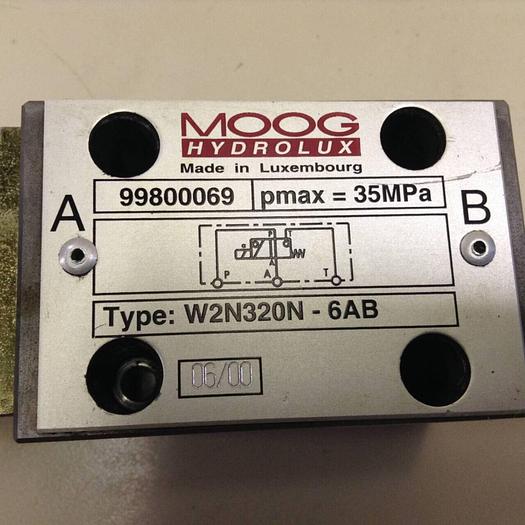 MOOG
HYDROLUX
Made in Luxembourg
99800069 pmax = 35MPa
A B
P T
A
P A T
Type: W2N320N - 6AB
06/00